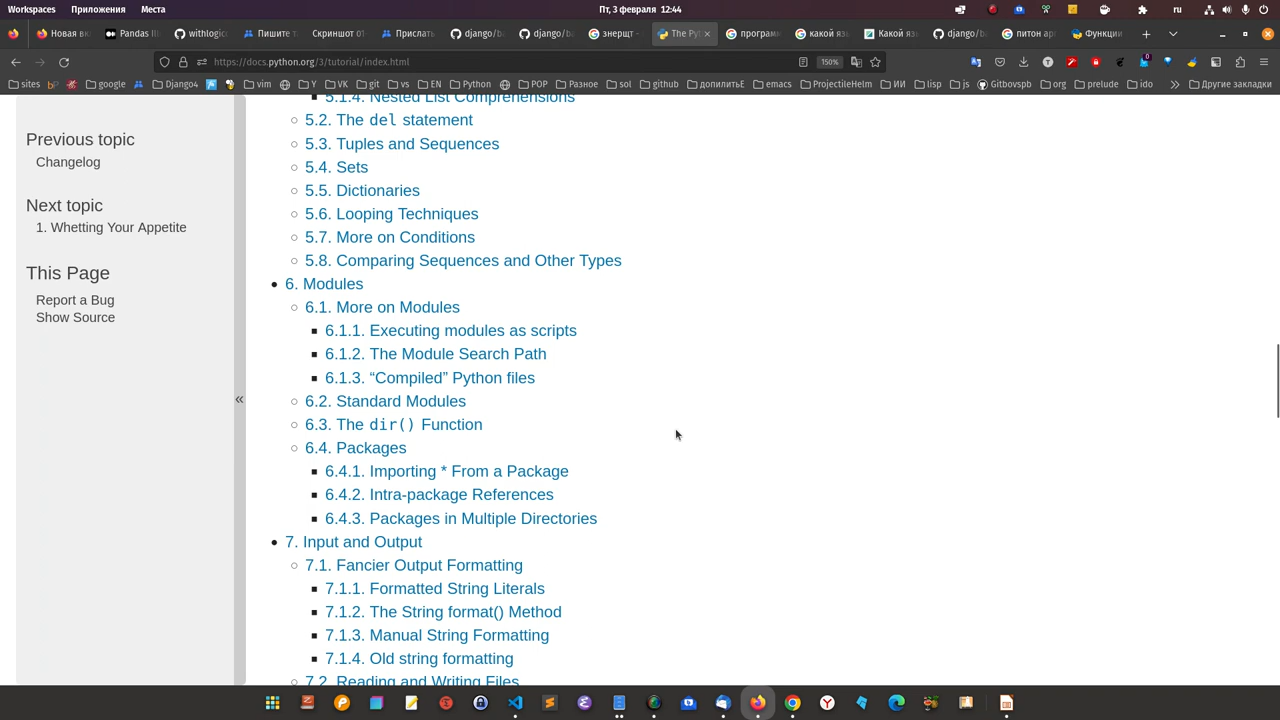 Workspaces Приложения Места Пт, 3 февраля 12:44 ru
Новая вк Pandas III withlogic Пишите т Скриншот от Прислать django/ba django/ba знерщт - The Pyt програм какой яз Какой яз django/ba питон ар Функции
https://docs.python.org/3/tutorial/index.html 150%
sites google Django4 vim Y VK git vs EN Python POP Разное sol github допилитьE emacs ProjectileHelm ИИ lisp js Gitbovspb org prelude ido Другие закладки
5.1.4. Nested List Comprehensions
5.2. The del statement
5.3. Tuples and Sequences
5.4. Sets
5.5. Dictionaries
5.6. Looping Techniques
5.7. More on Conditions
5.8. Comparing Sequences and Other Types
6. Modules
6.1. More on Modules
6.1.1. Executing modules as scripts
6.1.2. The Module Search Path
6.1.3. “Compiled” Python files
6.2. Standard Modules
6.3. The dir() Function
6.4. Packages
6.4.1. Importing * From a Package
6.4.2. Intra-package References
6.4.3. Packages in Multiple Directories
7. Input and Output
7.1. Fancier Output Formatting
7.1.1. Formatted String Literals
7.1.2. The String format() Method
7.1.3. Manual String Formatting
7.1.4. Old string formatting
7.2. Reading and Writing Files
Previous topic
Changelog
Next topic
1. Whetting Your Appetite
This Page
Report a Bug
Show Source
«